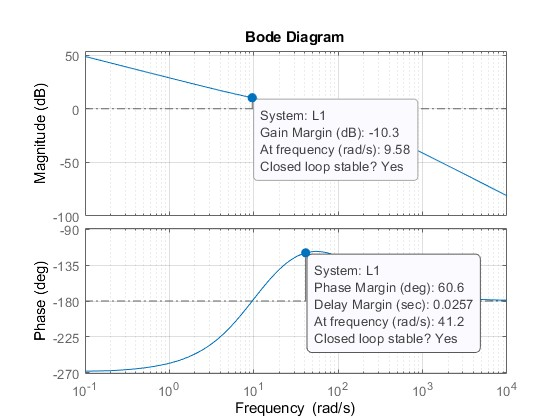 Bode Diagram
50
0
-50
-100
Magnitude (dB)
System: L1
Gain Margin (dB): -10.3
At frequency (rad/s): 9.58
Closed loop stable? Yes
-90
-135
-180
-225
-270
Phase (deg)
System: L1
Phase Margin (deg): 60.6
Delay Margin (sec): 0.0257
At frequency (rad/s): 41.2
Closed loop stable? Yes
10⁻¹ 10⁰ 10¹ 10² 10³ 10⁴
Frequency (rad/s)